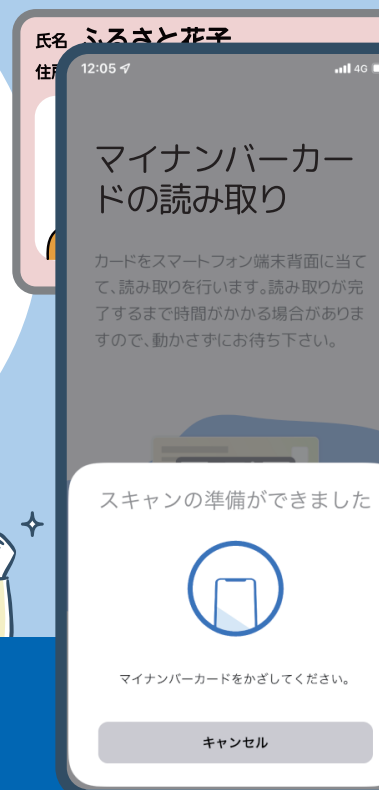 氏名 ふるさと花子
住
12:05
4G
マイナンバーカー
ドの読み取り
カードをスマートフォン端末背面に当て
て、読み取りを行います。読み取りが完
了するまで時間がかかる場合がありま
すので、動かさずにお待ち下さい。
スキャンの準備ができました
マイナンバーカードをかざしてください。
キャンセル